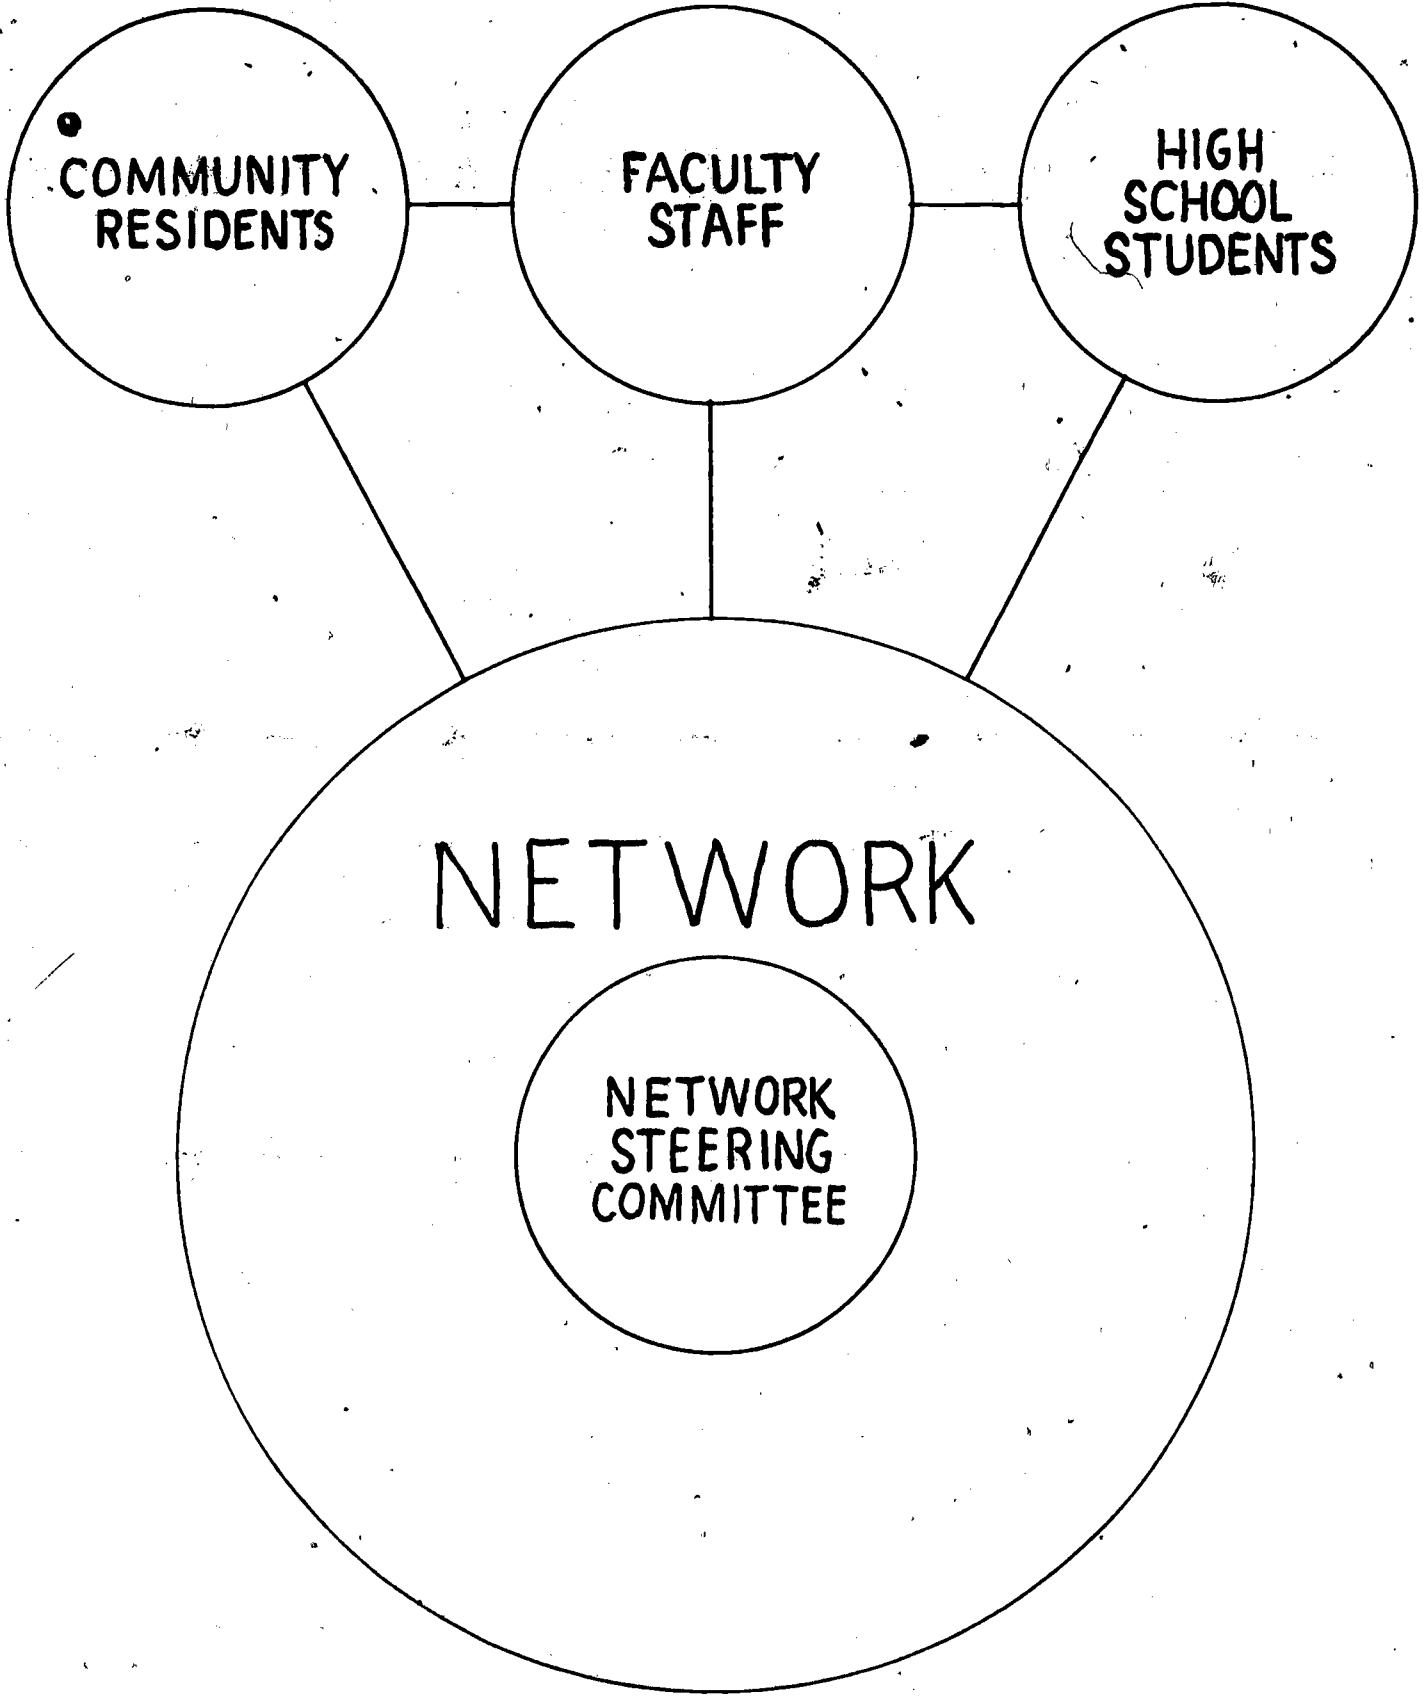 COMMUNITY
RESIDENTS
FACULTY
STAFF
HIGH
SCHOOL
STUDENTS
NETWORK
NETWORK
STEERING
COMMITTEE